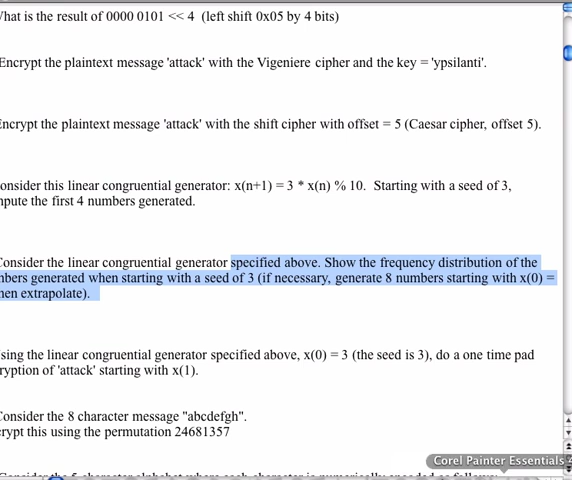 What is the result of 0000 0101 << 4 (left shift 0x05 by 4 bits)
Encrypt the plaintext message 'attack' with the Vigeniere cipher and the key = 'ypsilanti'.
Encrypt the plaintext message 'attack' with the shift cipher with offset = 5 (Caesar cipher, offset 5).
onsider this linear congruential generator: x(n+1) = 3 * x(n) % 10. Starting with a seed of 3,
npute the first 4 numbers generated.
Consider the linear congruential generator specified above. Show the frequency distribution of the
nbers generated when starting with a seed of 3 (if necessary, generate 8 numbers starting with x(0) =
hen extrapolate).
sing the linear congruential generator specified above, x(0) = 3 (the seed is 3), do a one time pad
ryption of 'attack' starting with x(1).
Consider the 8 character message "abcdefgh".
rypt this using the permutation 24681357
Corel Painter Essentials 4